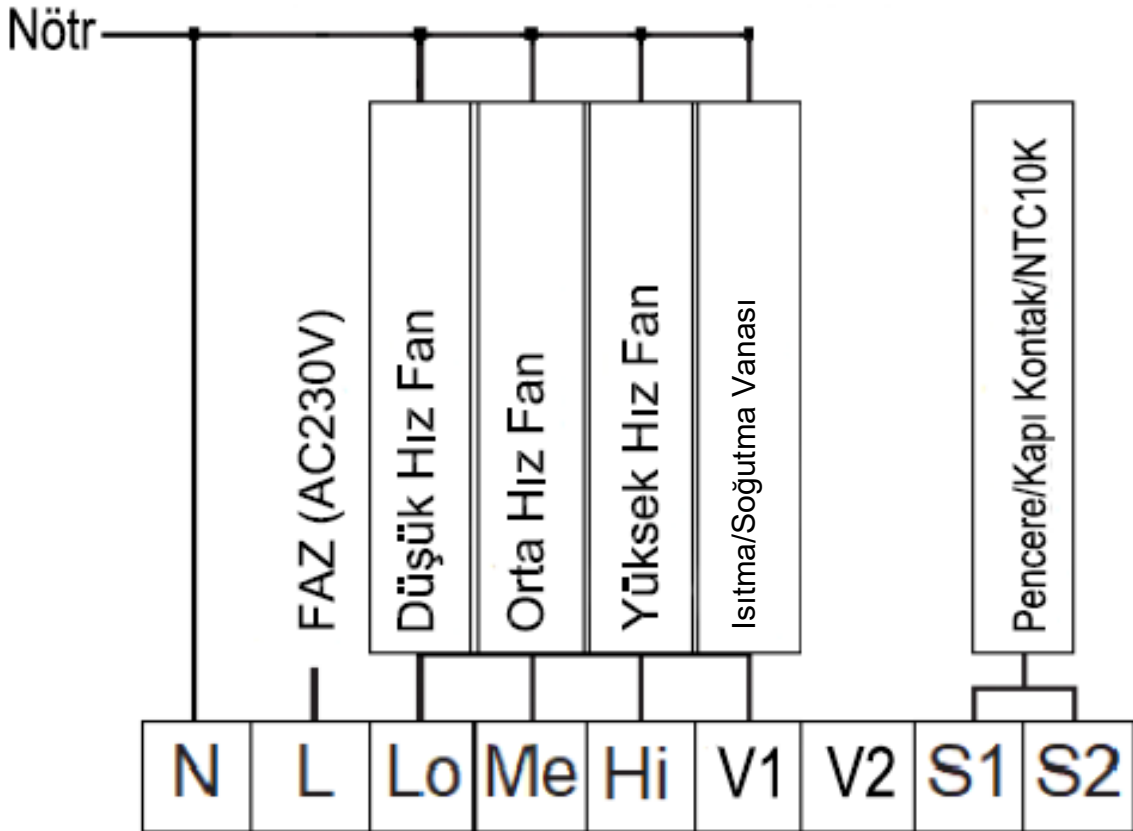 Nötr
FAZ (AC230V)
Düşük Hız Fan
Orta Hız Fan
Yüksek Hız Fan
Isıtma/Soğutma Vanası
Pencere/Kapı Kontak/NTC10K
N L Lo Me Hi V1 V2 S1 S2